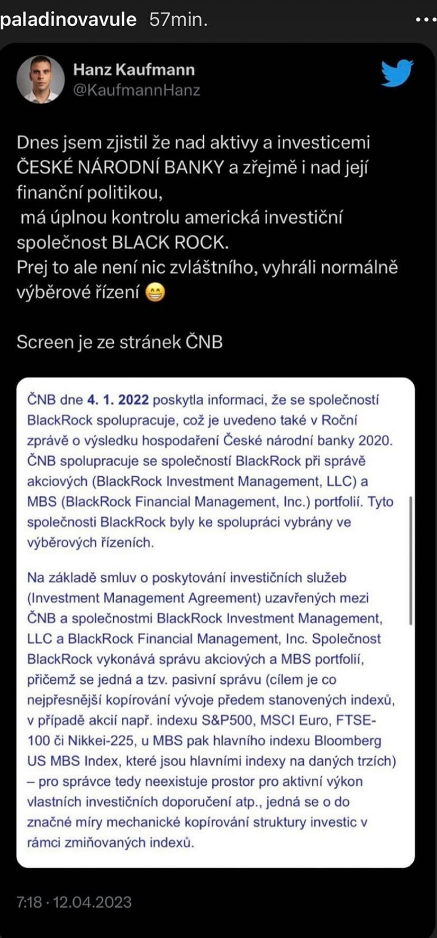 paladinovavule 57min.
Hanz Kaufmann
@KaufmannHanz
Dnes jsem zjistil že nad aktivy a investicemi
ČESKÉ NÁRODNÍ BANKY a zřejmě i nad její
finanční politikou,
má úplnou kontrolu americká investiční
společnost BLACK ROCK.
Prej to ale není nic zvláštního, vyhráli normálně
výběrové řízení 😁
Screen je ze stránek ČNB
ČNB dne 4. 1. 2022 poskytla informaci, že se společností
BlackRock spolupracuje, což je uvedeno také v Roční
zprávě o výsledku hospodaření České národní banky 2020.
ČNB spolupracuje se společností BlackRock při správě
akciových (BlackRock Investment Management, LLC) a
MBS (BlackRock Financial Management, Inc.) portfolií. Tyto
společnosti BlackRock byly ke spolupráci vybrány ve
výběrových řízeních.
Na základě smluv o poskytování investičních služeb
(Investment Management Agreement) uzavřených mezi
ČNB a společnostmi BlackRock Investment Management,
LLC a BlackRock Financial Management, Inc. Společnost
BlackRock vykonává správu akciových a MBS portfolií,
přičemž se jedná a tzv. pasivní správu (cílem je co
nejpřesnější kopírování vývoje předem stanovených indexů,
v případě akcií např. indexu S&P500, MSCI Euro, FTSE-
100 či Nikkei-225, u MBS pak hlavního indexu Bloomberg
US MBS Index, které jsou hlavními indexy na daných trzích)
– pro správce tedy neexistuje prostor pro aktivní výkon
vlastních investičních doporučení atp., jedná se o do
značné míry mechanické kopírování struktury investic v
rámci zmiňovaných indexů.
7:18 · 12.04.2023